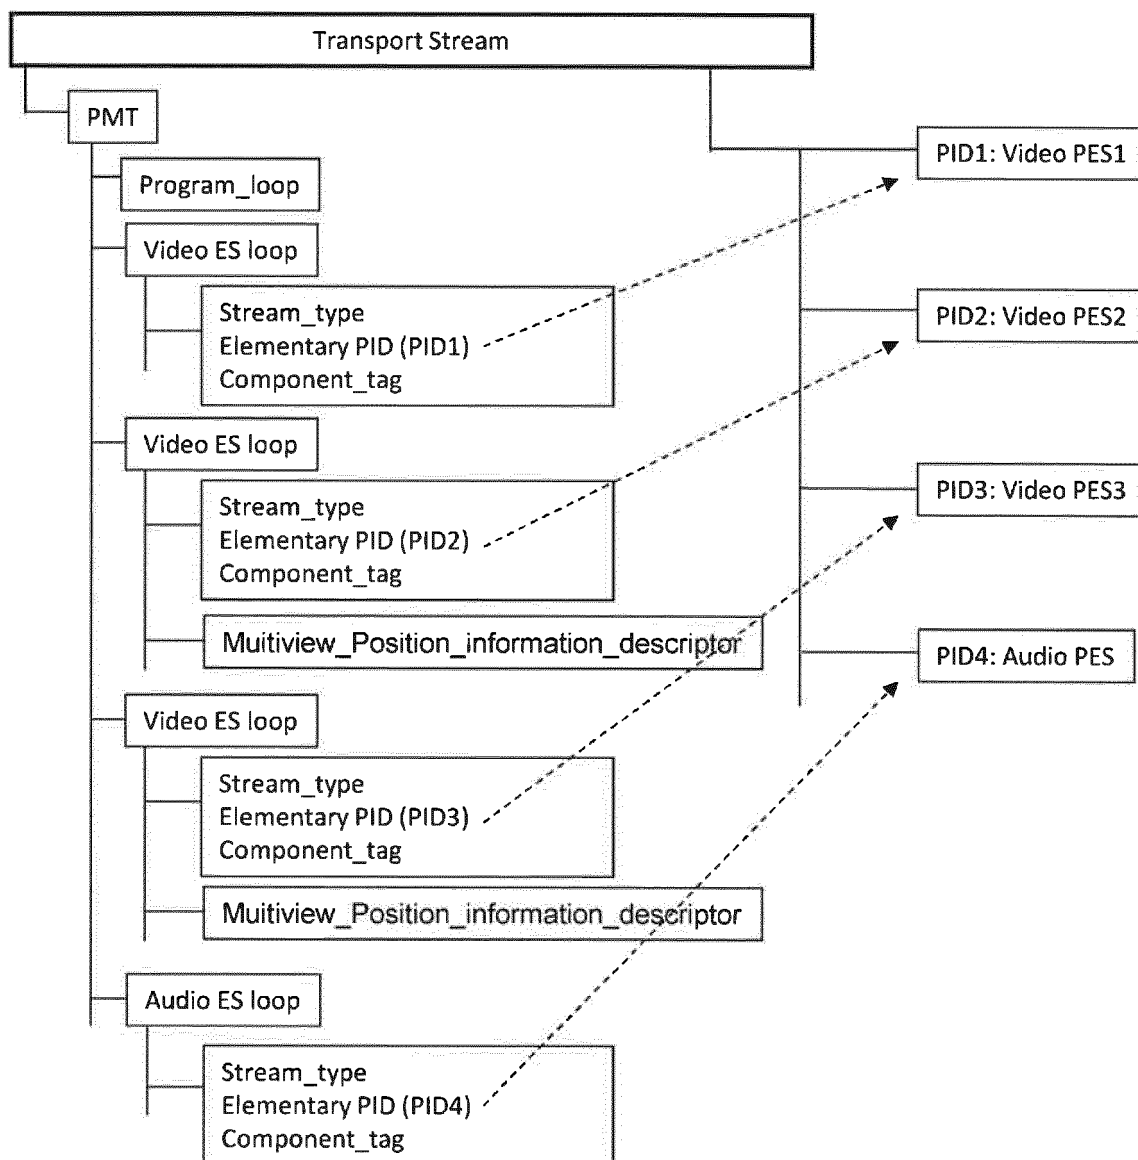 Transport Stream
PMT
Program_loop
Video ES loop
Stream_type
Elementary PID (PID1)
Component_tag
Video ES loop
Stream_type
Elementary PID (PID2)
Component_tag
Muitiview_Position_information_descriptor
Video ES loop
Stream_type
Elementary PID (PID3)
Component_tag
Muitiview_Position_information_descriptor
Audio ES loop
Stream_type
Elementary PID (PID4)
Component_tag
PID1: Video PES1
PID2: Video PES2
PID3: Video PES3
PID4: Audio PES